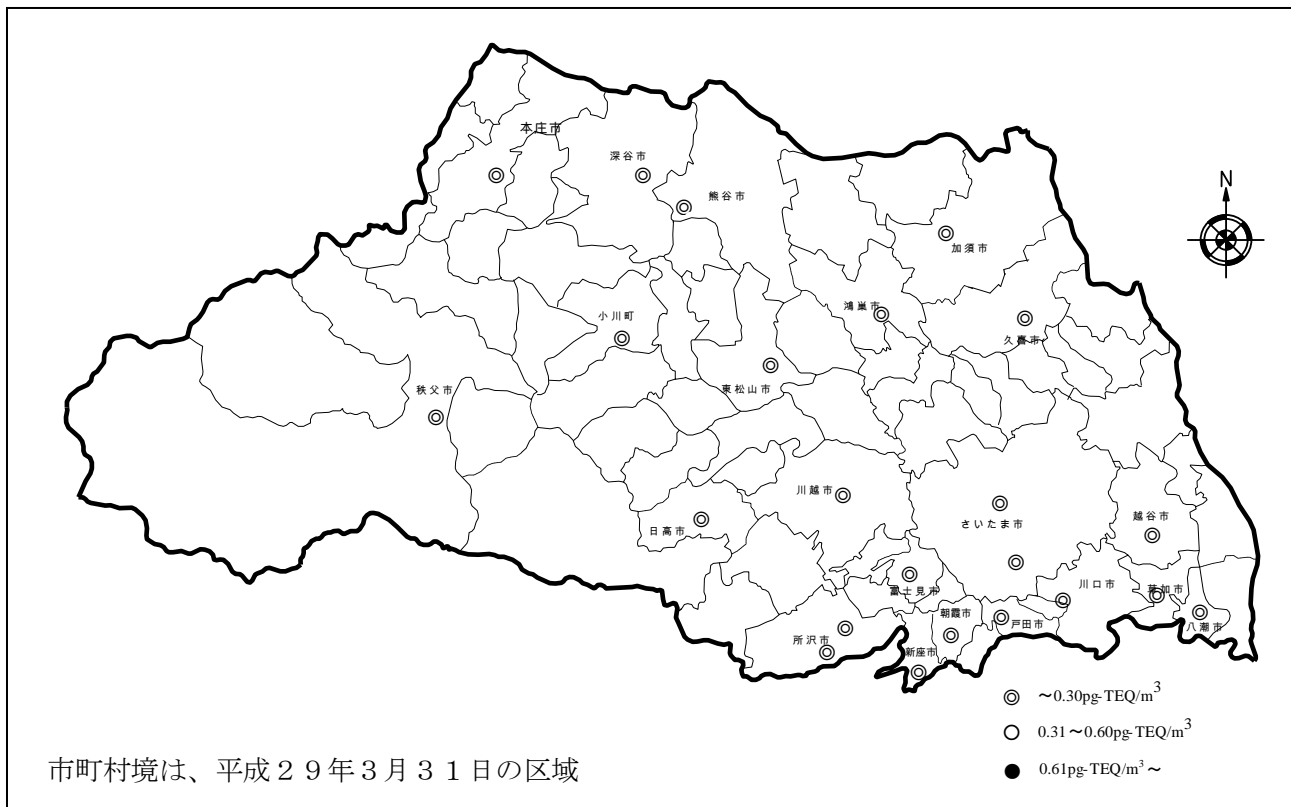 本庄市
深谷市
熊谷市
N
加須市
鴻巣市
小川町
久喜市
東松山市
秩父市
川越市
さいたま市
越谷市
日高市
川口市
富士見市
草加市
朝霞市
戸田市
八潮市
所沢市
新座市
～0.30pg-TEQ/m³
0.31～0.60pg-TEQ/m³
0.61pg-TEQ/m³～
市町村境は、平成２９年３月３１日の区域